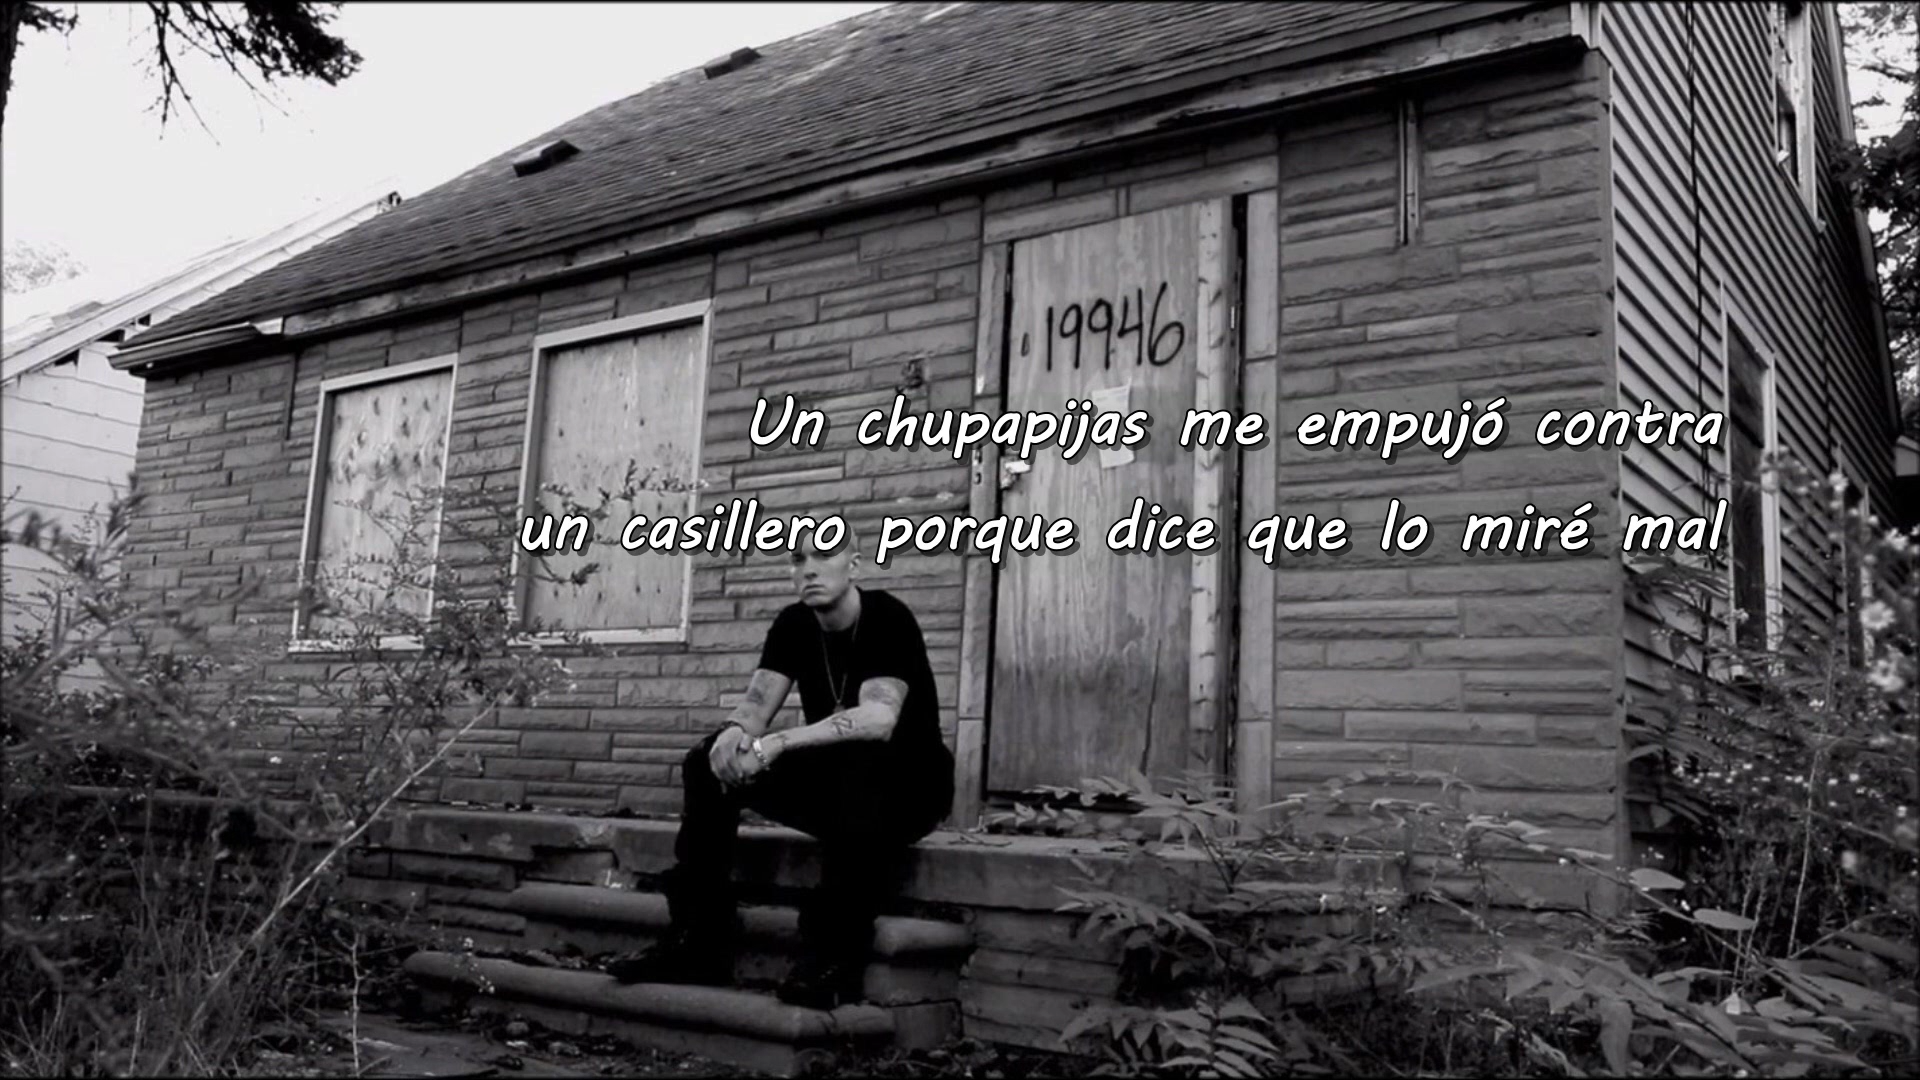 19946
Un chupapijas me empujó contra
un casillero porque dice que lo miré mal